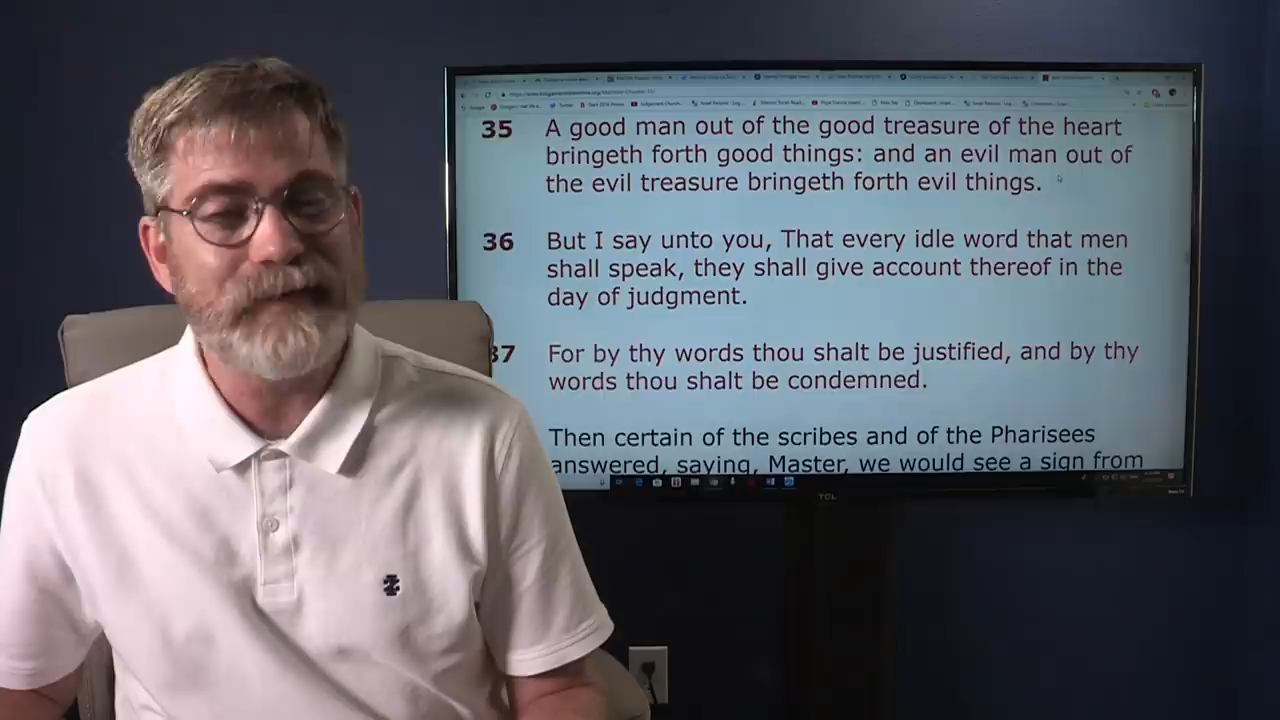 35 A good man out of the good treasure of the heart
bringeth forth good things: and an evil man out of
the evil treasure bringeth forth evil things.
36 But I say unto you, That every idle word that men
shall speak, they shall give account thereof in the
day of judgment.
37 For by thy words thou shalt be justified, and by thy
words thou shalt be condemned.
Then certain of the scribes and of the Pharisees
answered, saying, Master, we would see a sign from
TCL